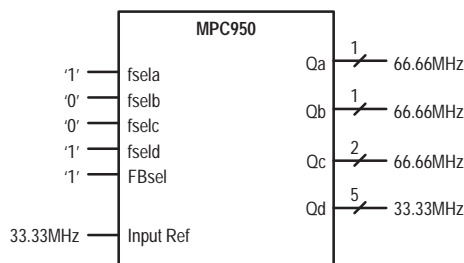 MPC950
'1' fsela
'0' fselb
'0' fselc
'1' fseld
'1' FBsel
33.33MHz Input Ref
Qa 1 66.66MHz
Qb 1 66.66MHz
Qc 2 66.66MHz
Qd 5 33.33MHz